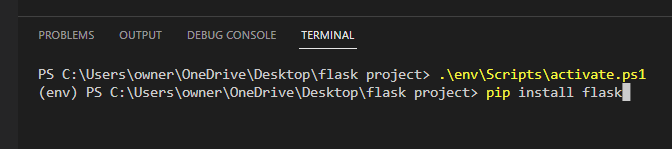 PROBLEMS OUTPUT DEBUG CONSOLE TERMINAL
PS C:\Users\owner\OneDrive\Desktop\flask project> .\env\Scripts\activate.ps1
(env) PS C:\Users\owner\OneDrive\Desktop\flask project> pip install flask